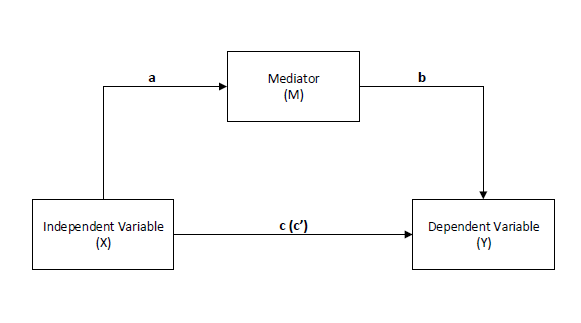 a
Mediator
(M)
b
Independent Variable
(X)
c (c’)
Dependent Variable
(Y)